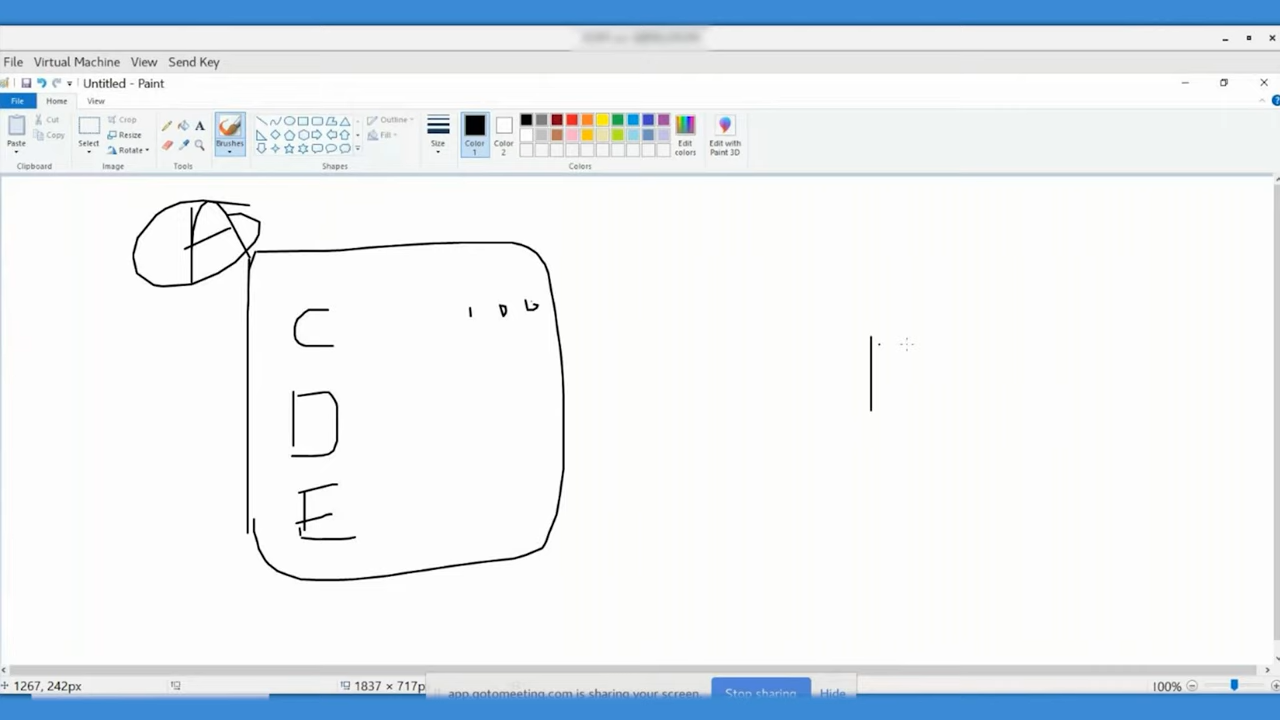 File Virtual Machine View Send Key
Untitled - Paint
File Home View
Paste Cut Copy
Select Crop Resize Rotate
A
Brushes
Outline
Fill
Size
Color 1
Color 2
Edit colors
Edit with Paint 3D
Clipboard Image Tools Shapes Colors
A
C 100
D
E
1267, 242px 1837 × 717p 100%
app.gotomeeting.com is sharing your screen. Stop sharing Hide